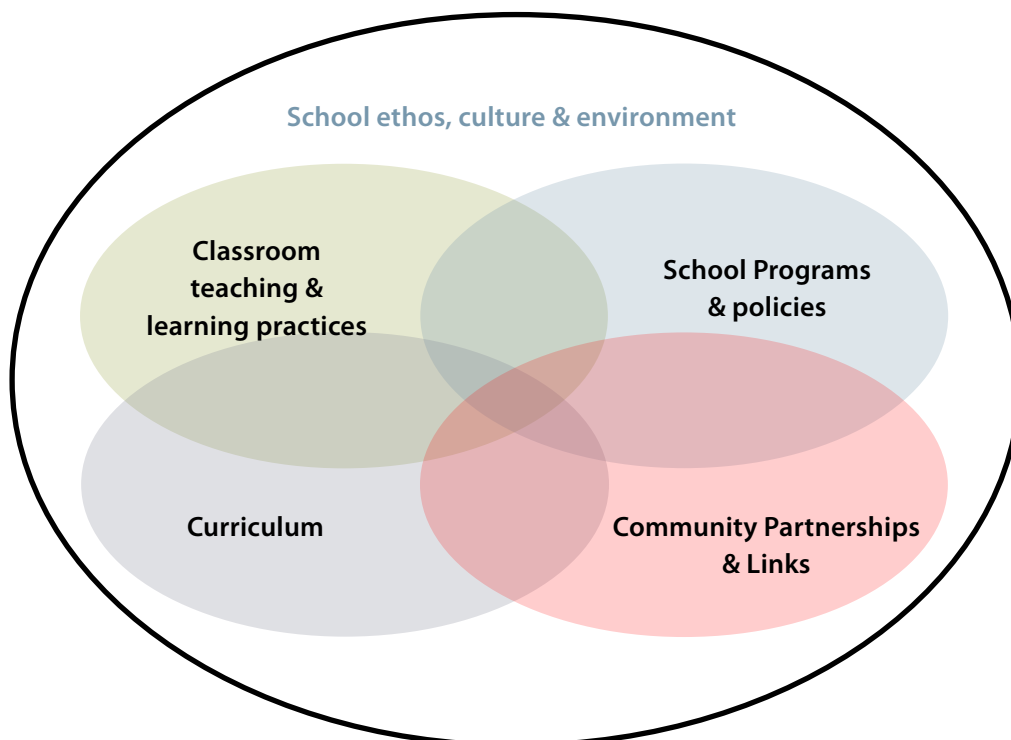 School ethos, culture & environment
Classroom
teaching &
learning practices
School Programs
& policies
Curriculum
Community Partnerships
& Links